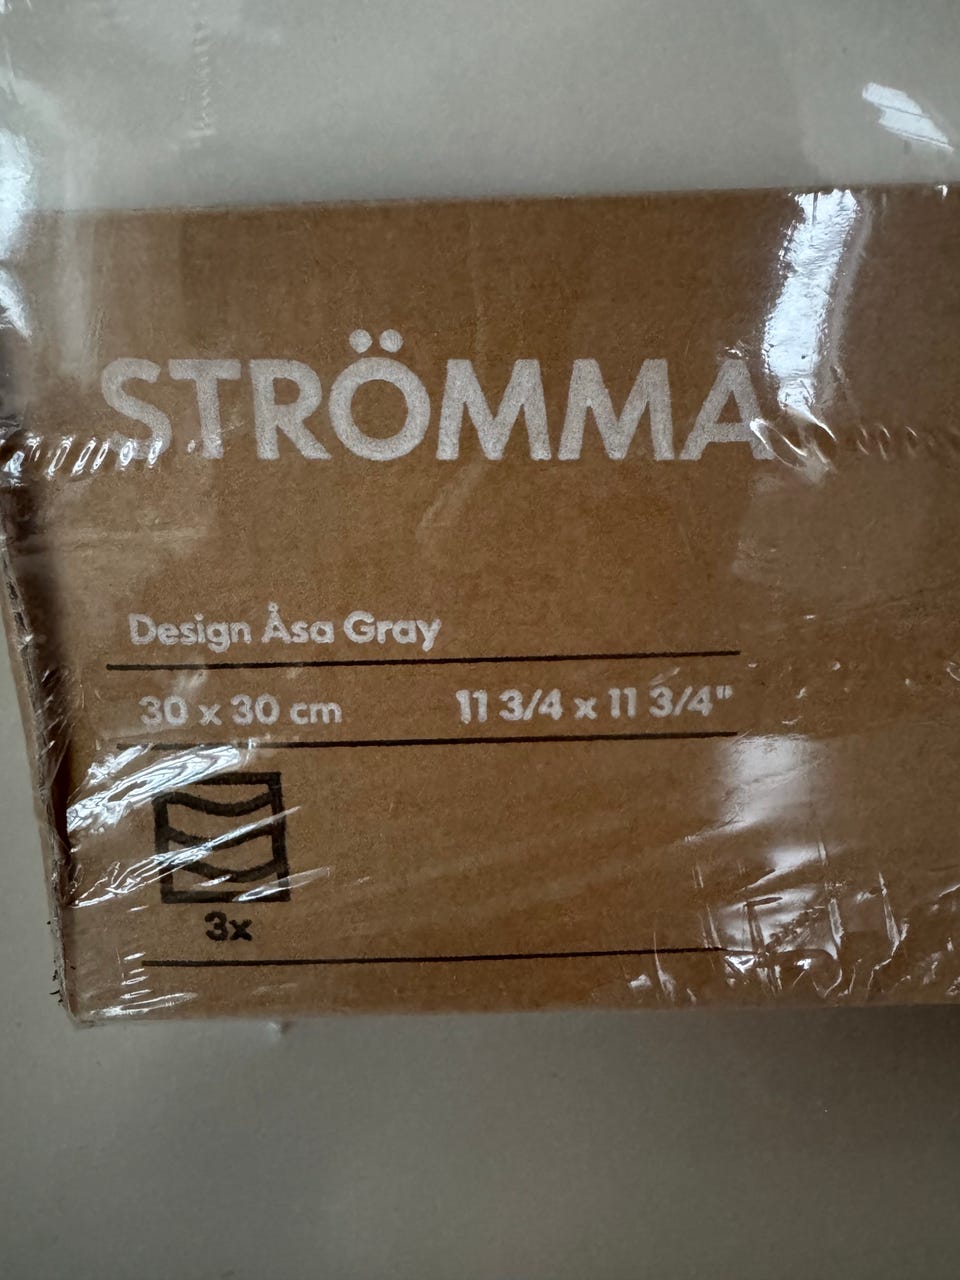 STRÖMMA
Design Åsa Gray
30 x 30 cm 11 3/4 x 11 3/4"
3x